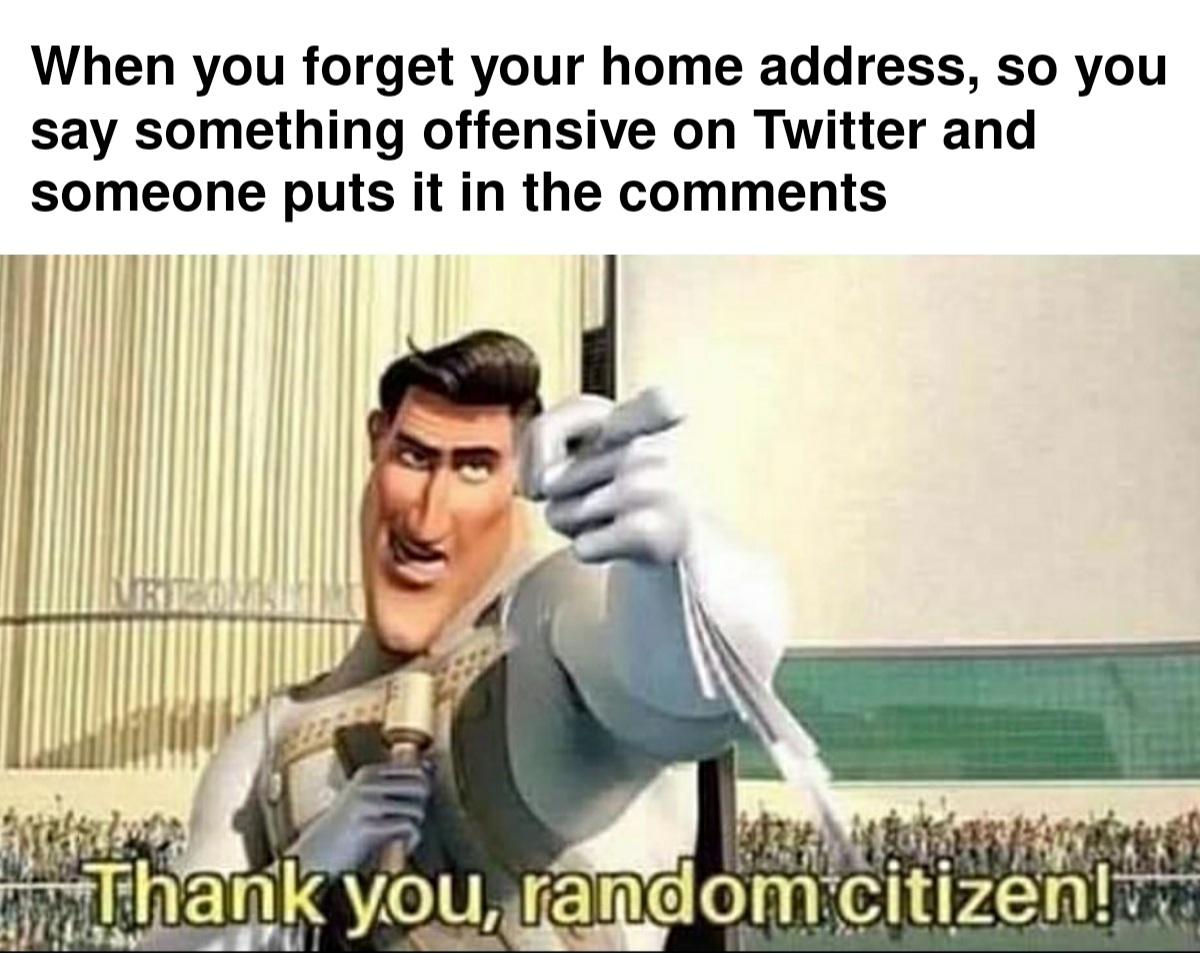 When you forget your home address, so you
say something offensive on Twitter and
someone puts it in the comments
Thank you, random citizen!